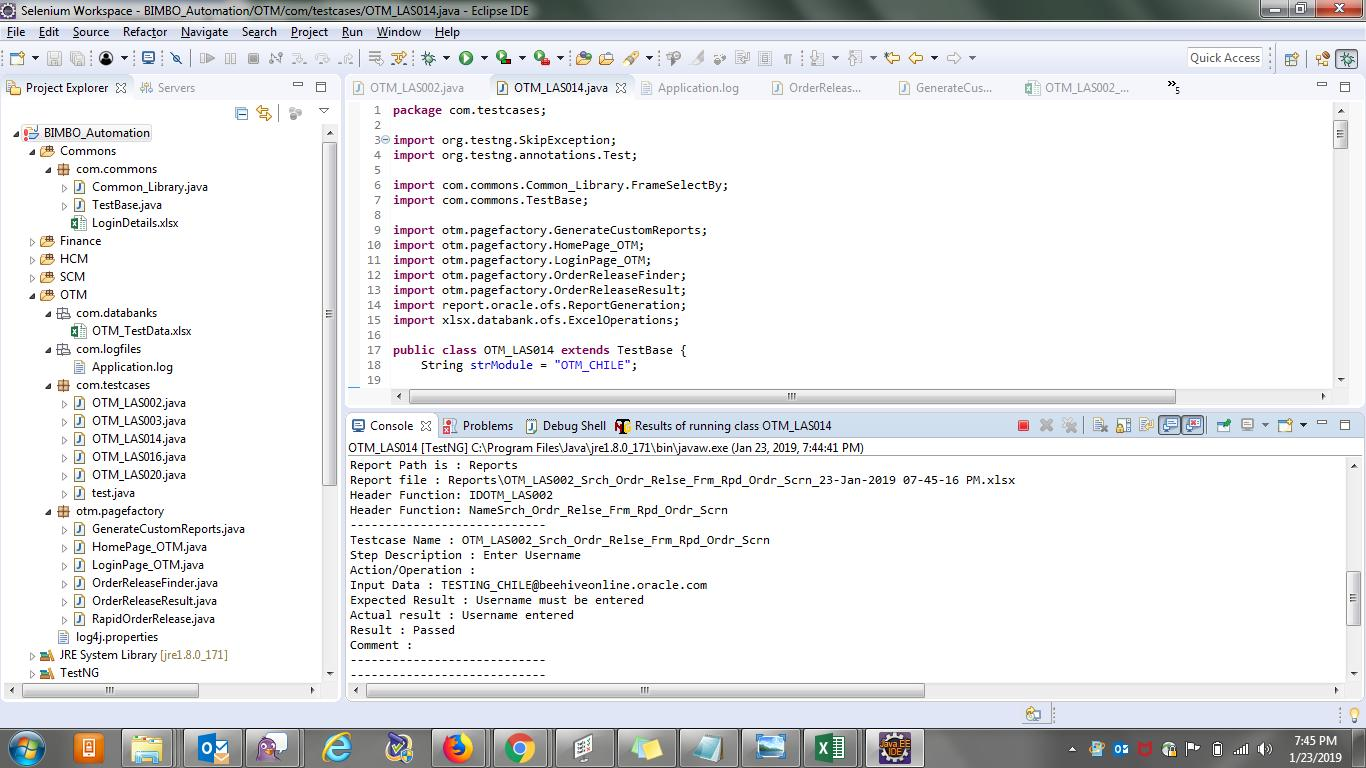 Selenium Workspace - BIMBO_Automation/OTM/com/testcases/OTM_LAS014.java - Eclipse IDE
File Edit Source Refactor Navigate Search Project Run Window Help
Quick Access
Project Explorer Servers
BIMBO_Automation
Commons
com.commons
Common_Library.java
TestBase.java
LoginDetails.xlsx
Finance
HCM
SCM
OTM
com.databanks
OTM_TestData.xlsx
com.logfiles
Application.log
com.testcases
OTM_LAS002.java
OTM_LAS003.java
OTM_LAS014.java
OTM_LAS016.java
OTM_LAS020.java
test.java
otm.pagefactory
GenerateCustomReports.java
HomePage_OTM.java
LoginPage_OTM.java
OrderReleaseFinder.java
OrderReleaseResult.java
RapidOrderRelease.java
log4j.properties
JRE System Library [jre1.8.0_171]
TestNG
OTM_LAS002.java OTM_LAS014.java Application.log OrderReleas... GenerateCus... OTM_LAS002_... »5
1 package com.testcases;
2
3 import org.testng.SkipException;
4 import org.testng.annotations.Test;
5
6 import com.commons.Common_Library.FrameSelectBy;
7 import com.commons.TestBase;
8
9 import otm.pagefactory.GenerateCustomReports;
10 import otm.pagefactory.HomePage_OTM;
11 import otm.pagefactory.LoginPage_OTM;
12 import otm.pagefactory.OrderReleaseFinder;
13 import otm.pagefactory.OrderReleaseResult;
14 import report.oracle.ofs.ReportGeneration;
15 import xlsx.databank.ofs.ExcelOperations;
16
17 public class OTM_LAS014 extends TestBase {
18 String strModule = "OTM_CHILE";
19
Console Problems Debug Shell Results of running class OTM_LAS014
OTM_LAS014 [TestNG] C:\Program Files\Java\jre1.8.0_171\bin\javaw.exe (Jan 23, 2019, 7:44:41 PM)
Report Path is : Reports
Report file : Reports\OTM_LAS002_Srch_Ordr_Relse_Frm_Rpd_Ordr_Scrn_23-Jan-2019 07-45-16 PM.xlsx
Header Function: IDOTM_LAS002
Header Function: NameSrch_Ordr_Relse_Frm_Rpd_Ordr_Scrn
----------------------------
Testcase Name : OTM_LAS002_Srch_Ordr_Relse_Frm_Rpd_Ordr_Scrn
Step Description : Enter Username
Action/Operation :
Input Data : TESTING_CHILE@beehiveonline.oracle.com
Expected Result : Username must be entered
Actual result : Username entered
Result : Passed
Comment :
----------------------------
----------------------------
Java EE
IDE
7:45 PM
1/23/2019